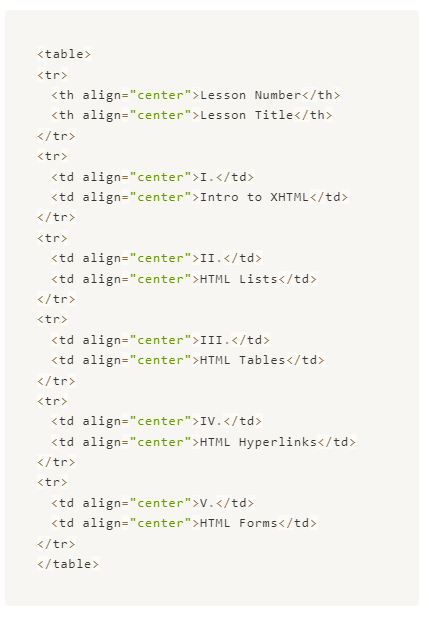 <table>
<tr>
  <th align="center">Lesson Number</th>
  <th align="center">Lesson Title</th>
</tr>
<tr>
  <td align="center">I.</td>
  <td align="center">Intro to XHTML</td>
</tr>
<tr>
  <td align="center">II.</td>
  <td align="center">HTML Lists</td>
</tr>
<tr>
  <td align="center">III.</td>
  <td align="center">HTML Tables</td>
</tr>
<tr>
  <td align="center">IV.</td>
  <td align="center">HTML Hyperlinks</td>
</tr>
<tr>
  <td align="center">V.</td>
  <td align="center">HTML Forms</td>
</tr>
</table>